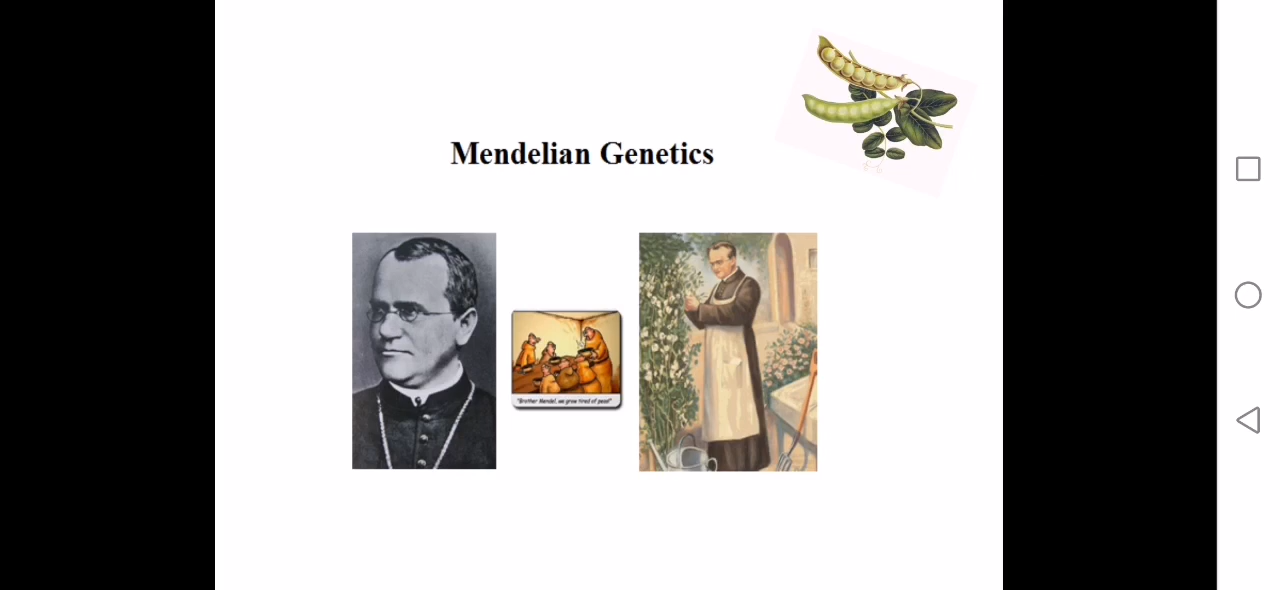 Mendelian Genetics
"Brother Mendel, we grow tired of peas!"